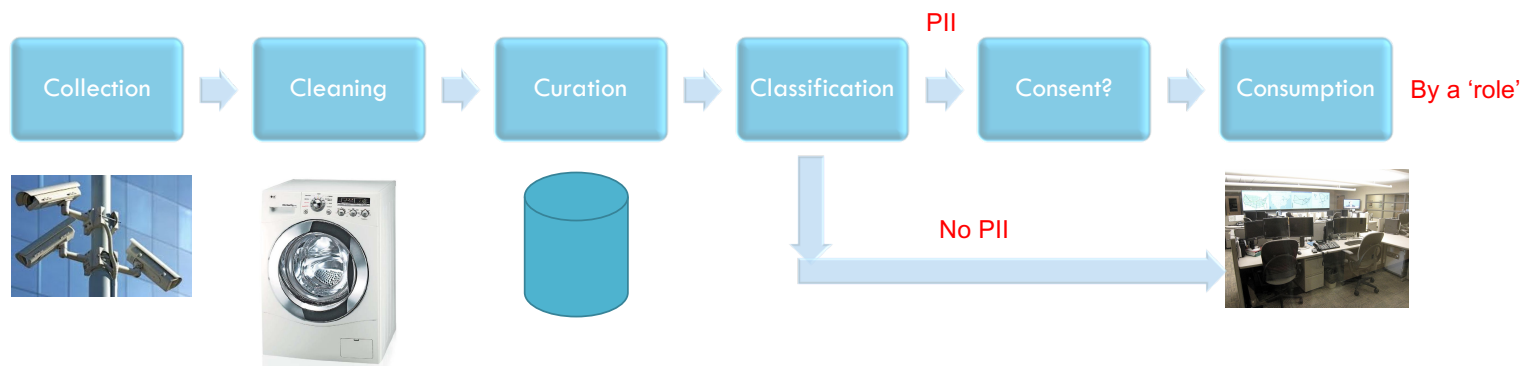 PII
Collection
Cleaning
Curation
Classification
Consent?
Consumption
By a ‘role’
No PII